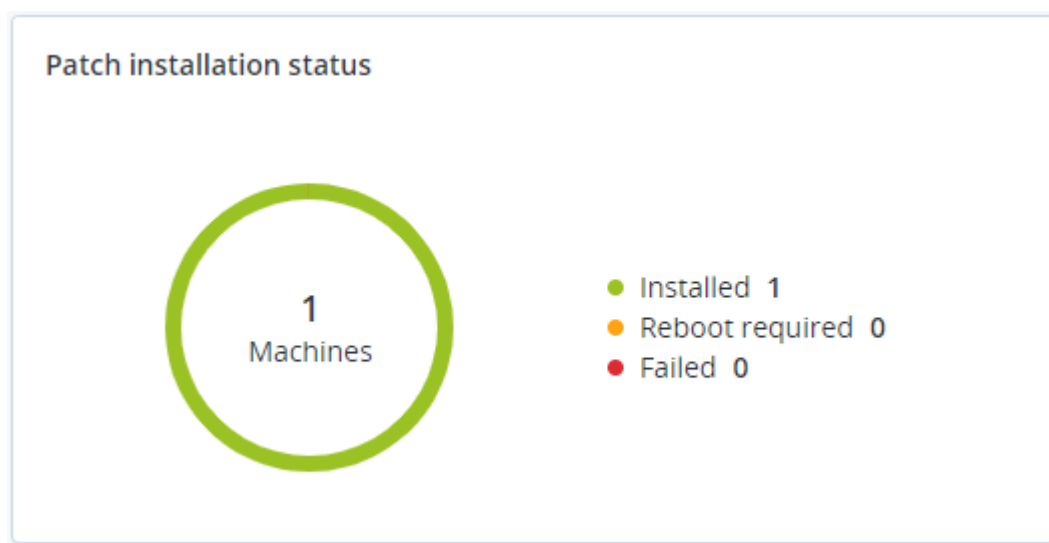 Patch installation status
1
Machines
Installed 1
Reboot required 0
Failed 0